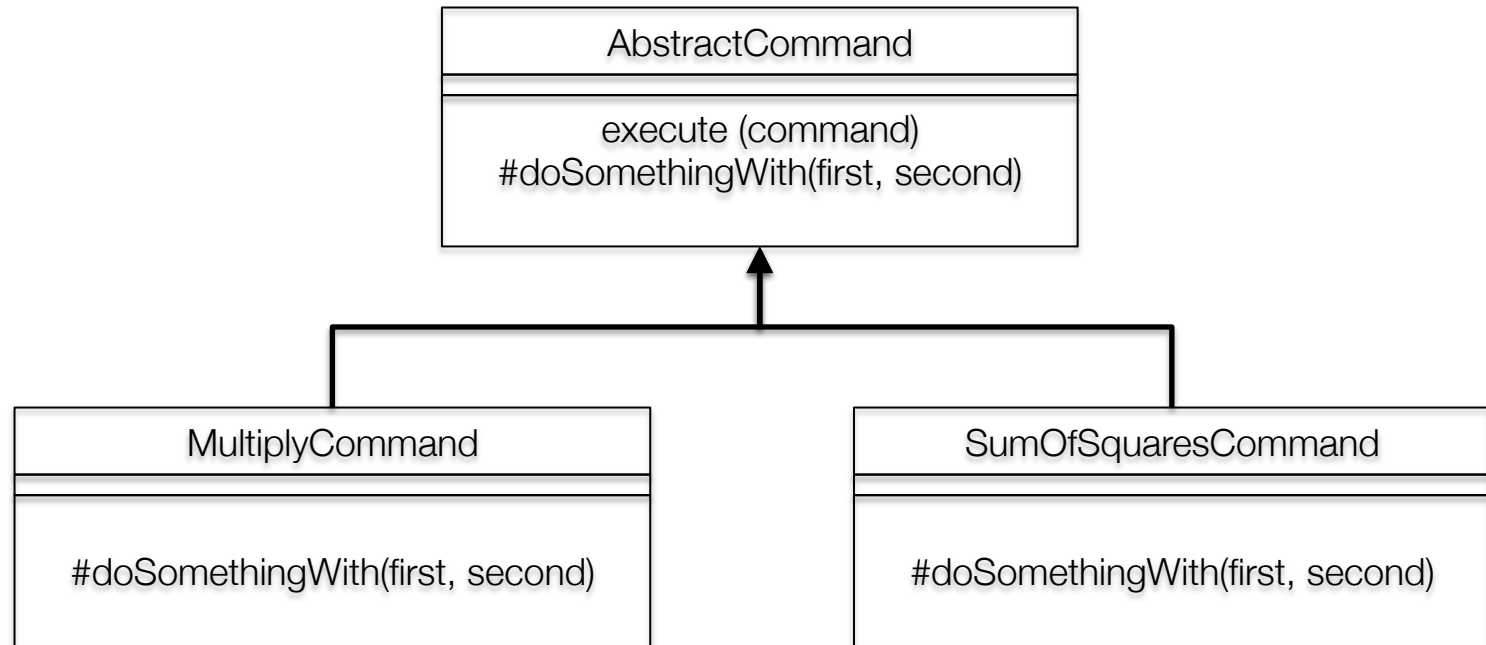 AbstractCommand
execute (command)
#doSomethingWith(first, second)
MultiplyCommand
#doSomethingWith(first, second)
SumOfSquaresCommand
#doSomethingWith(first, second)